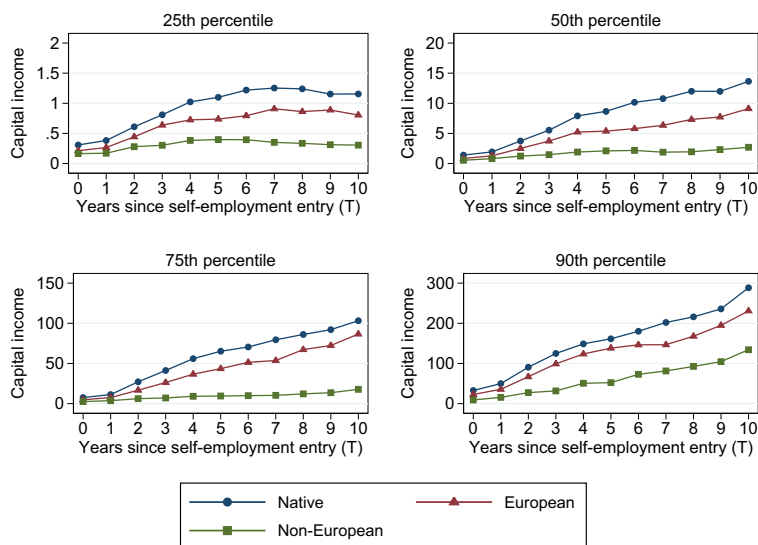 25th percentile
Capital income
2
1.5
1
.5
0
0 1 2 3 4 5 6 7 8 9 10
Years since self-employment entry (T)
50th percentile
Capital income
20
15
10
5
0
0 1 2 3 4 5 6 7 8 9 10
Years since self-employment entry (T)
75th percentile
Capital income
150
100
50
0
0 1 2 3 4 5 6 7 8 9 10
Years since self-employment entry (T)
90th percentile
Capital income
300
200
100
0
0 1 2 3 4 5 6 7 8 9 10
Years since self-employment entry (T)
Native
European
Non-European